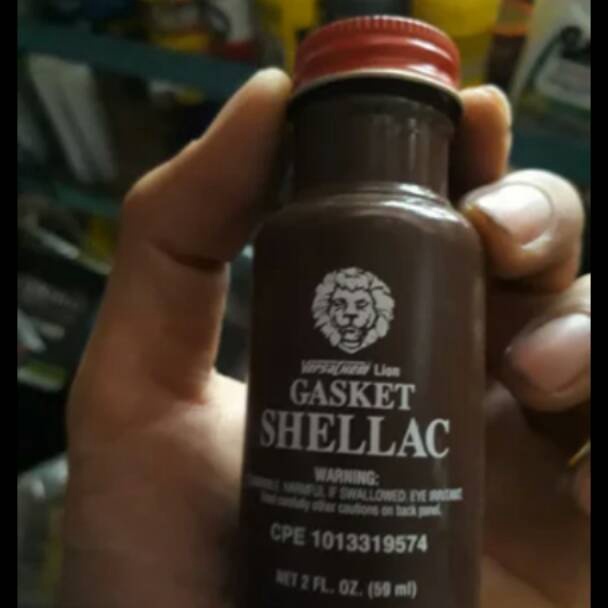 VersaChem Lion
GASKET
SHELLAC
WARNING:
HARMFUL IF SWALLOWED. EYE IRRITANT
Read carefully other cautions on back panel.
CPE 1013319574
NET 2 FL. OZ. (59 ml)